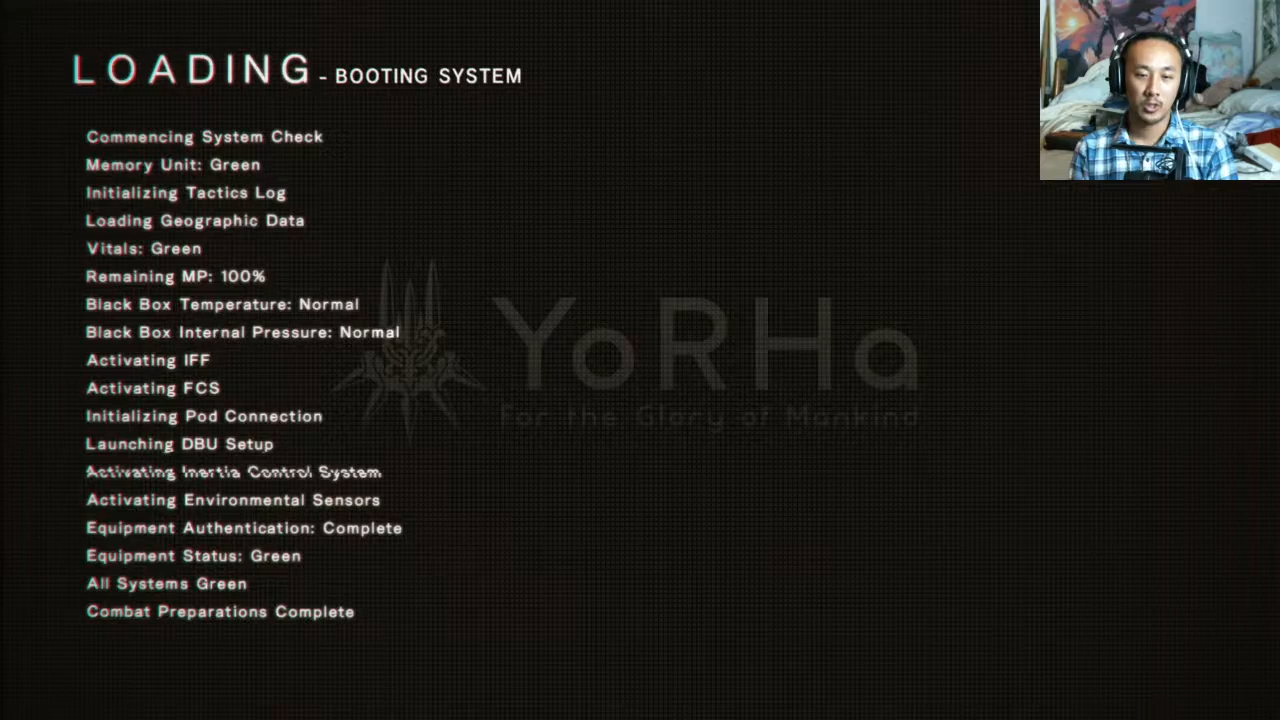 LOADING - BOOTING SYSTEM
Commencing System Check
Memory Unit: Green
Initializing Tactics Log
Loading Geographic Data
Vitals: Green
Remaining MP: 100%
Black Box Temperature: Normal
Black Box Internal Pressure: Normal
Activating IFF
Activating FCS
Initializing Pod Connection
Launching DBU Setup
Activating Inertia Control System
Activating Environmental Sensors
Equipment Authentication: Complete
Equipment Status: Green
All Systems Green
Combat Preparations Complete
YoRHa
For the Glory of Mankind